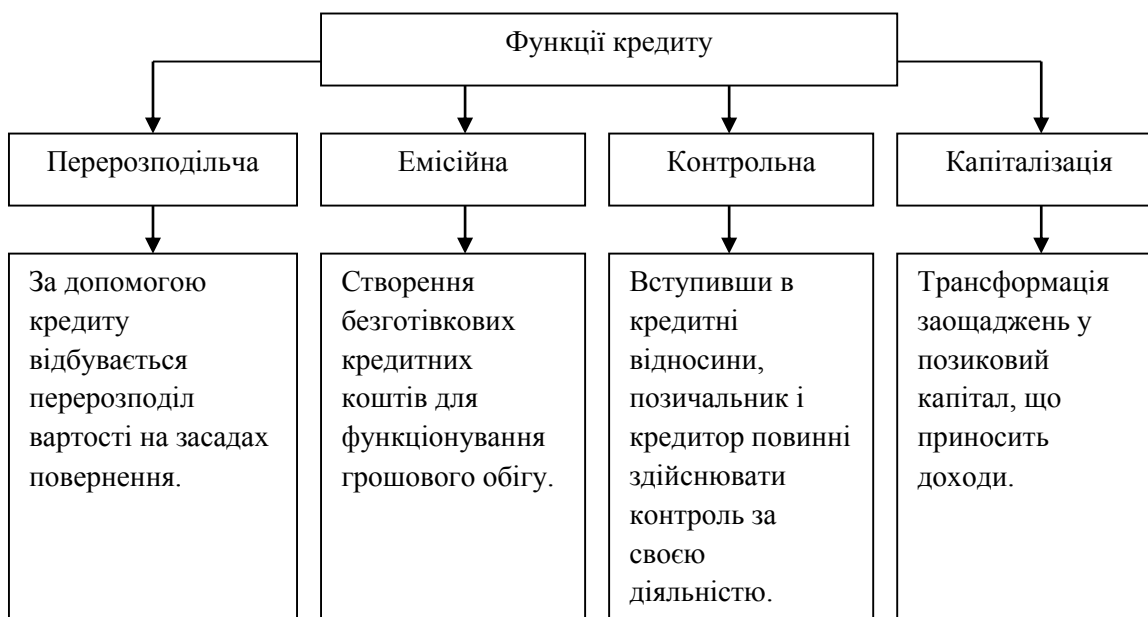 Функції кредиту
Перерозподільча
Емісійна
Контрольна
Капіталізація
За допомогою
кредиту
відбувається
перерозподіл
вартості на засадах
повернення.
Створення
безготівкових
кредитних
коштів для
функціонування
грошового обігу.
Вступивши в
кредитні
відносини,
позичальник і
кредитор повинні
здійснювати
контроль за
своєю
діяльністю.
Трансформація
заощаджень у
позиковий
капітал, що
приносить
доходи.